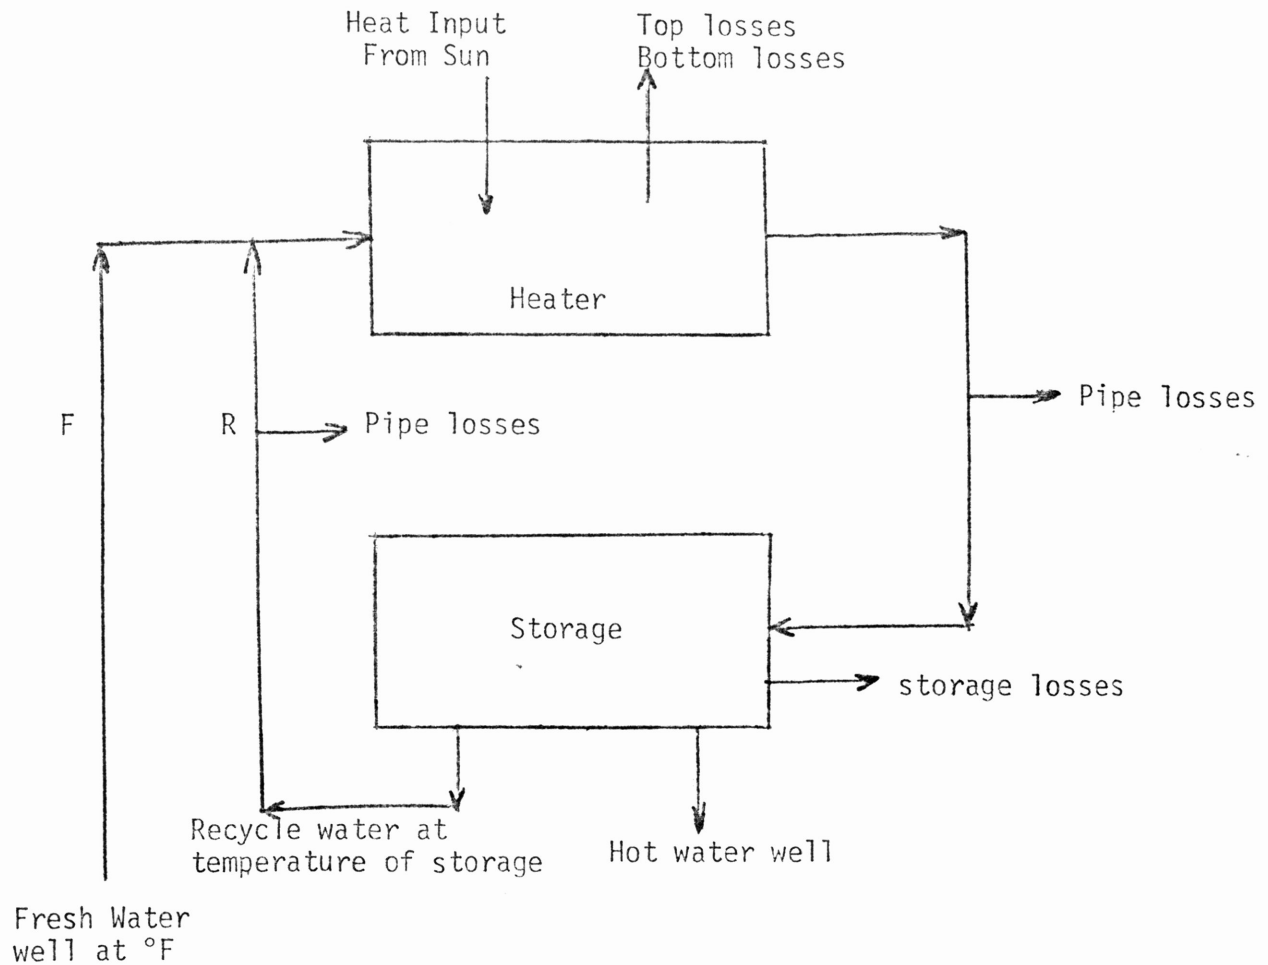 Heat Input
From Sun
Top losses
Bottom losses
Heater
F
R
Pipe losses
Pipe losses
Storage
storage losses
Recycle water at
temperature of storage
Hot water well
Fresh Water
well at °F